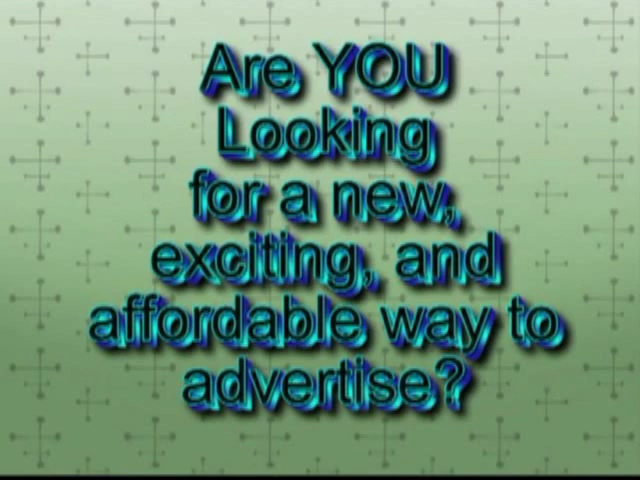 Are YOU
Looking
for a new,
exciting, and
affordable way to
advertise?